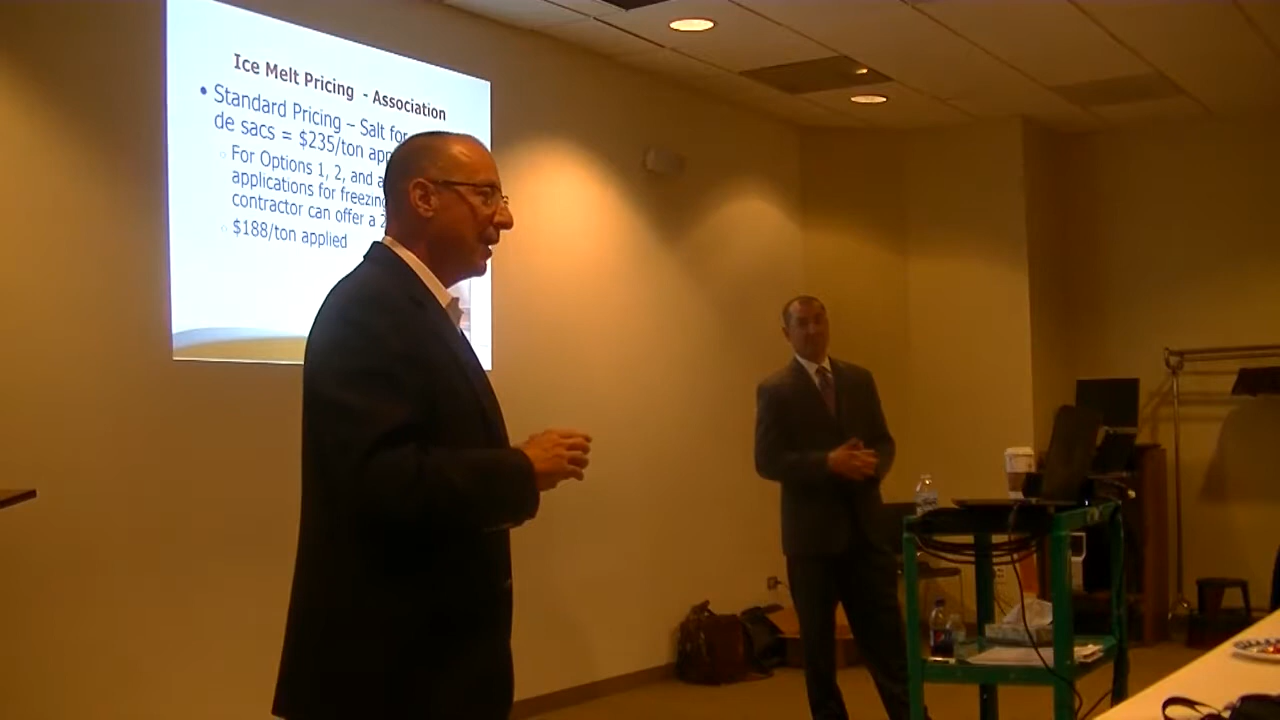 Ice Melt Pricing - Association
• Standard Pricing – Salt for
de sacs = $235/ton app
For Options 1, 2, and a
applications for freezing
contractor can offer a 2
$188/ton applied